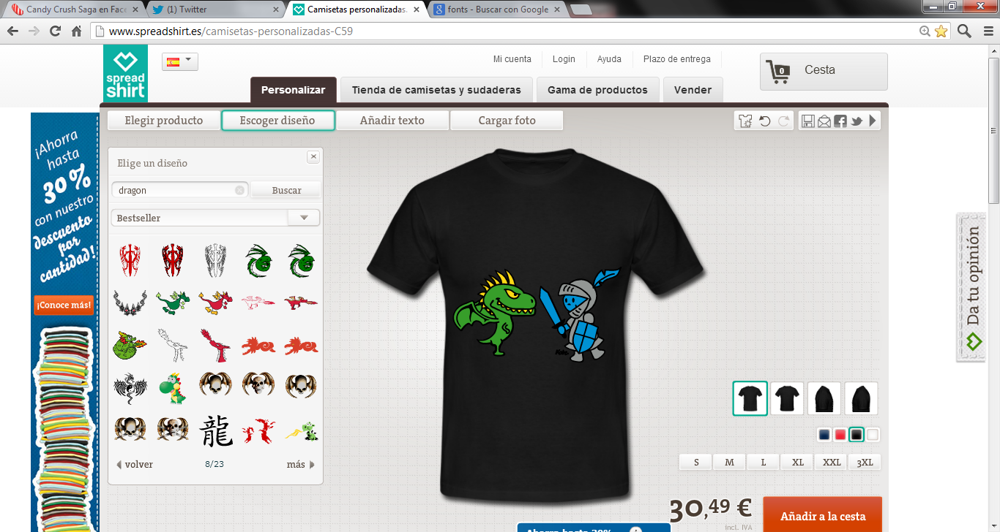 Candy Crush Saga en Face
(1) Twitter
Camisetas personalizadas.
fonts - Buscar con Google
www.spreadshirt.es/camisetas-personalizadas-C59
spread
shirt
Mi cuenta
Login
Ayuda
Plazo de entrega
0
Cesta
Personalizar
Tienda de camisetas y sudaderas
Gama de productos
Vender
Elegir producto
Escoger diseño
Añadir texto
Cargar foto
¡Ahorra
hasta
30%
con nuestro
descuento
por
cantidad!
¡Conoce más!
Elige un diseño
dragon
Buscar
Bestseller
龍
volver
8/23
más
Da tu opinión
S
M
L
XL
XXL
3XL
30,49 €
incl. IVA
Añadir a la cesta
Ahorra hasta 30%